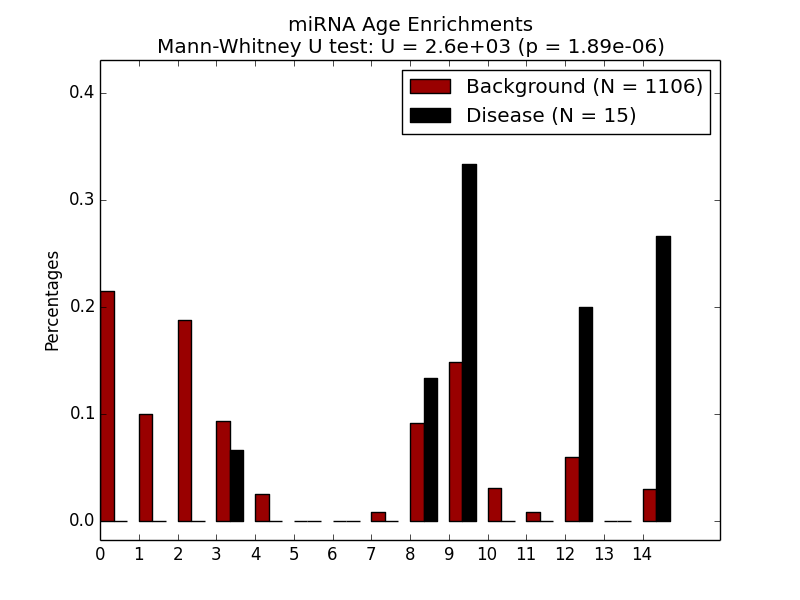 miRNA Age Enrichments
Mann-Whitney U test: U = 2.6e+03 (p = 1.89e-06)
Background (N = 1106)
Disease (N = 15)
Percentages
0.4
0.3
0.2
0.1
0.0
0 1 2 3 4 5 6 7 8 9 10 11 12 13 14